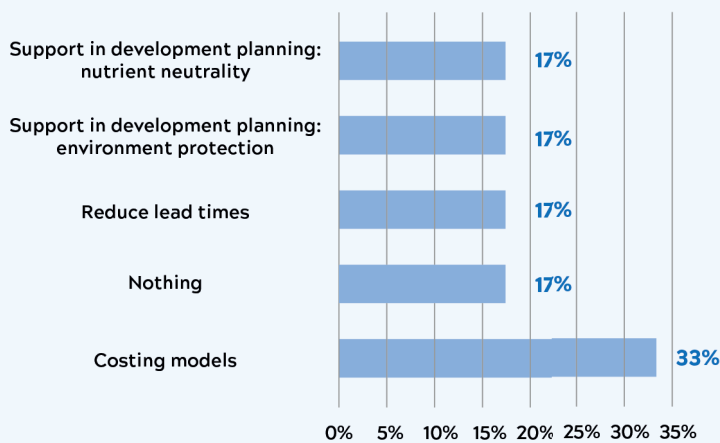 Support in development planning:
nutrient neutrality
17%
Support in development planning:
environment protection
17%
Reduce lead times
17%
Nothing
17%
Costing models
33%
0% 5% 10% 15% 20% 25% 30% 35%